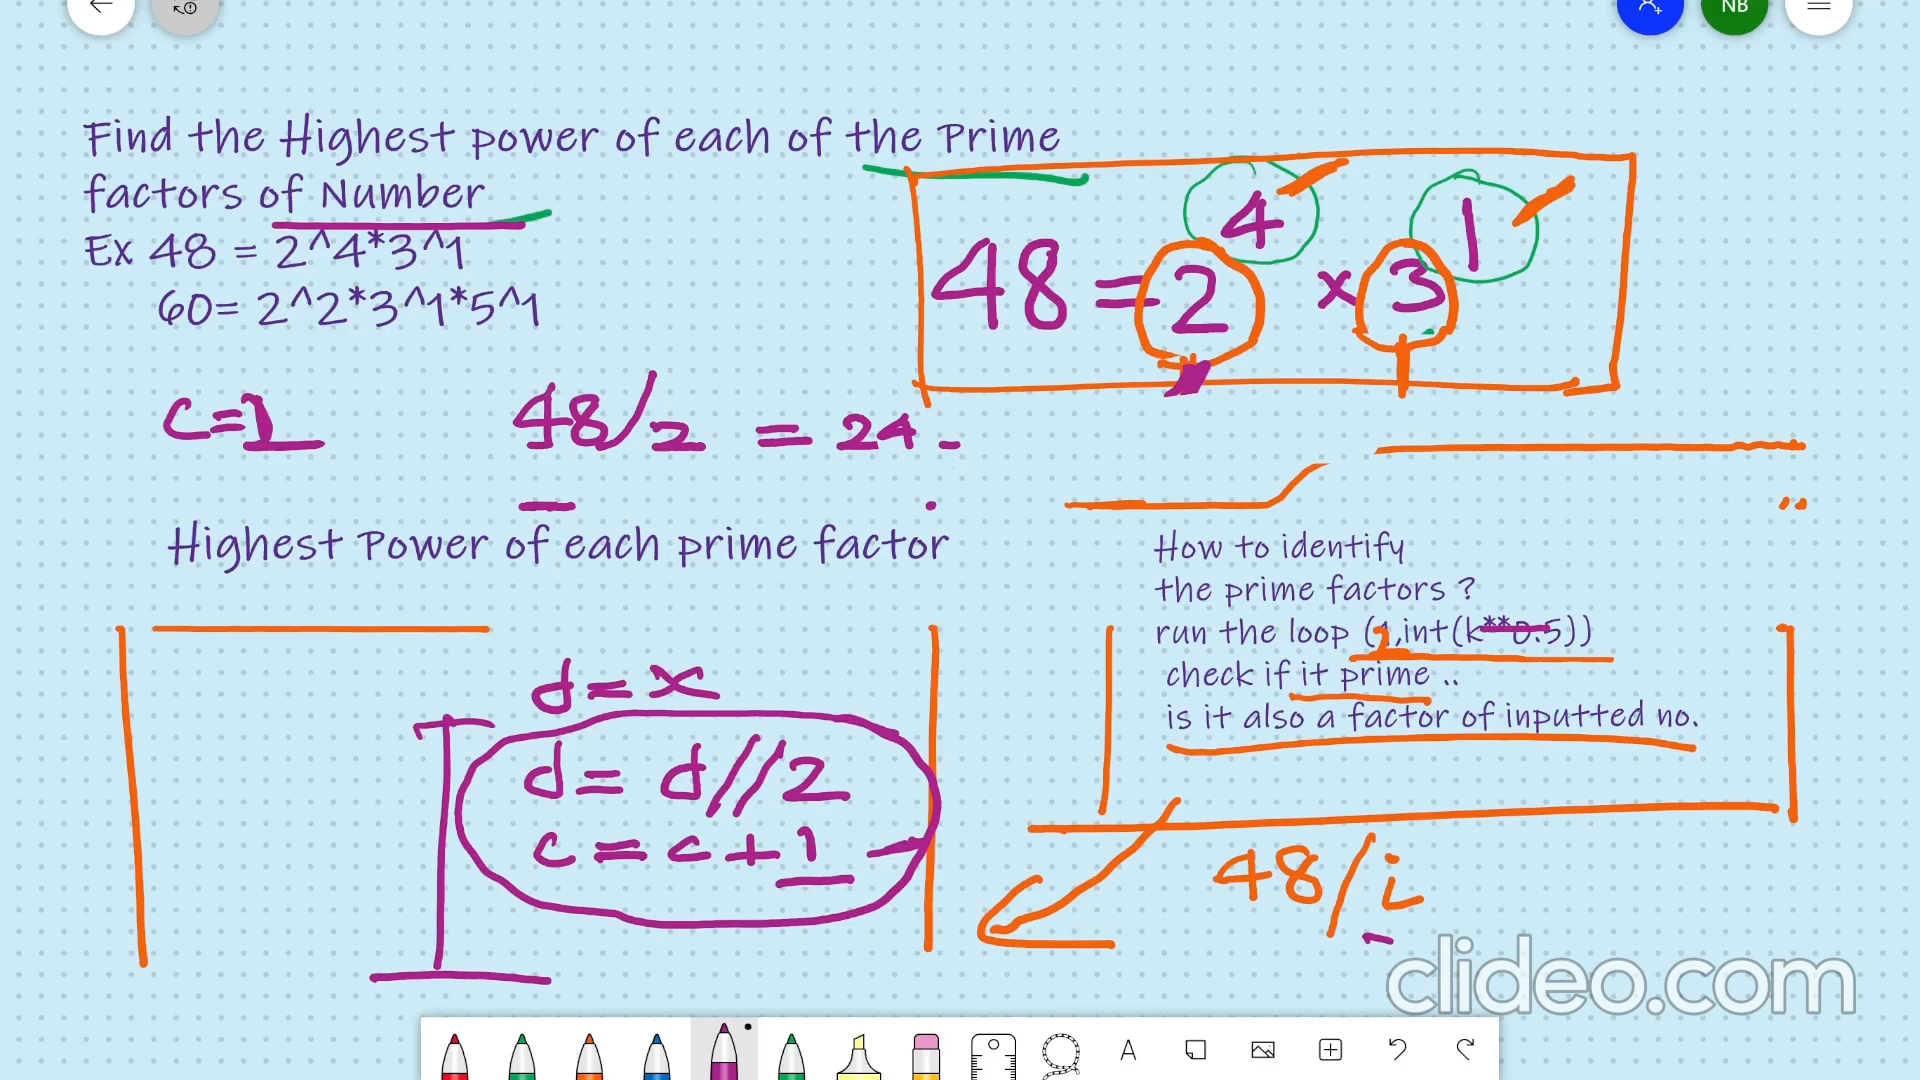 NB
Find the Highest power of each of the Prime
factors of Number
Ex 48 = 2^4*3^1
60= 2^2*3^1*5^1
48 = 2 4 x 3 1
c=1
48/2 = 24
Highest Power of each prime factor
How to identify
the prime factors ?
run the loop (2,int(k**0.5))
check if it prime ..
is it also a factor of inputted no.
d = x
d = d//2
c = c + 1
48/i
clideo.com
A